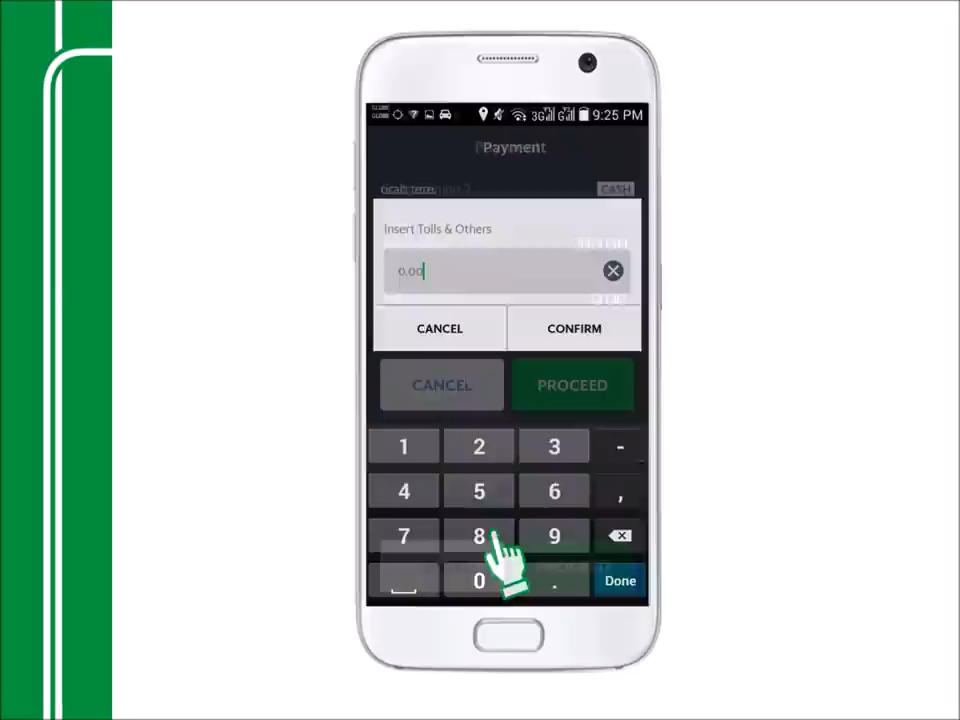 9:25 PM
Payment
CASH
Insert Tolls & Others
0.00
CANCEL
CONFIRM
CANCEL
PROCEED
1 2 3 -
4 5 6 ,
7 8 9
0 .
Done